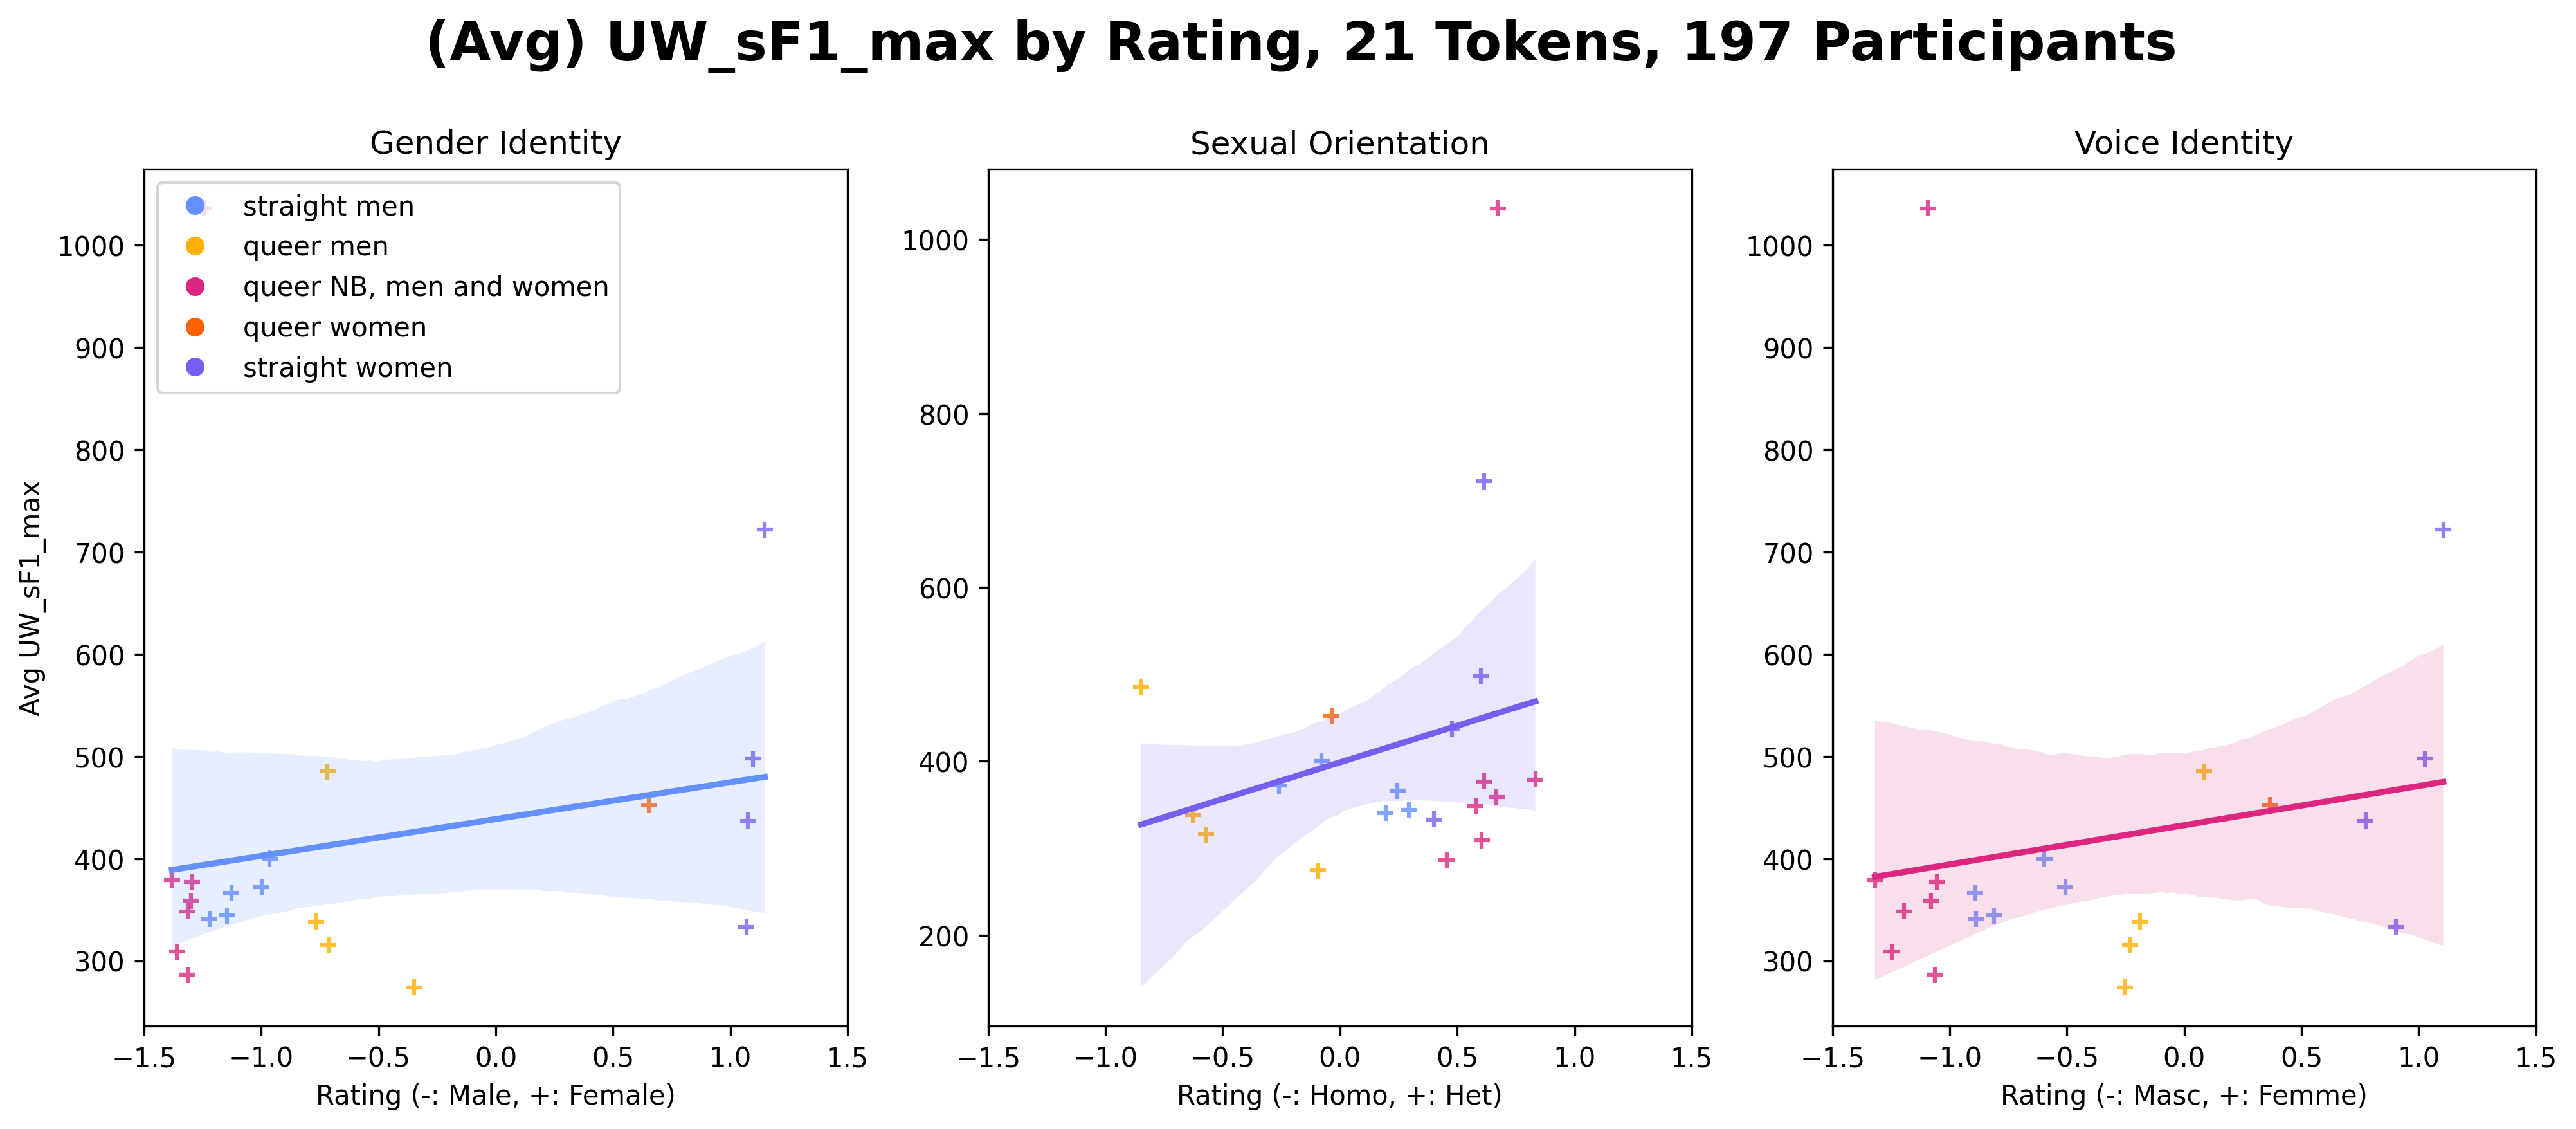 (Avg) UW_sF1_max by Rating, 21 Tokens, 197 Participants
Gender Identity
straight men
queer men
queer NB, men and women
queer women
straight women
1000
900
800
700
600
500
400
300
Avg UW_sF1_max
−1.5 −1.0 −0.5 0.0 0.5 1.0 1.5
Rating (-: Male, +: Female)
Sexual Orientation
1000
800
600
400
200
−1.5 −1.0 −0.5 0.0 0.5 1.0 1.5
Rating (-: Homo, +: Het)
Voice Identity
1000
900
800
700
600
500
400
300
−1.5 −1.0 −0.5 0.0 0.5 1.0 1.5
Rating (-: Masc, +: Femme)